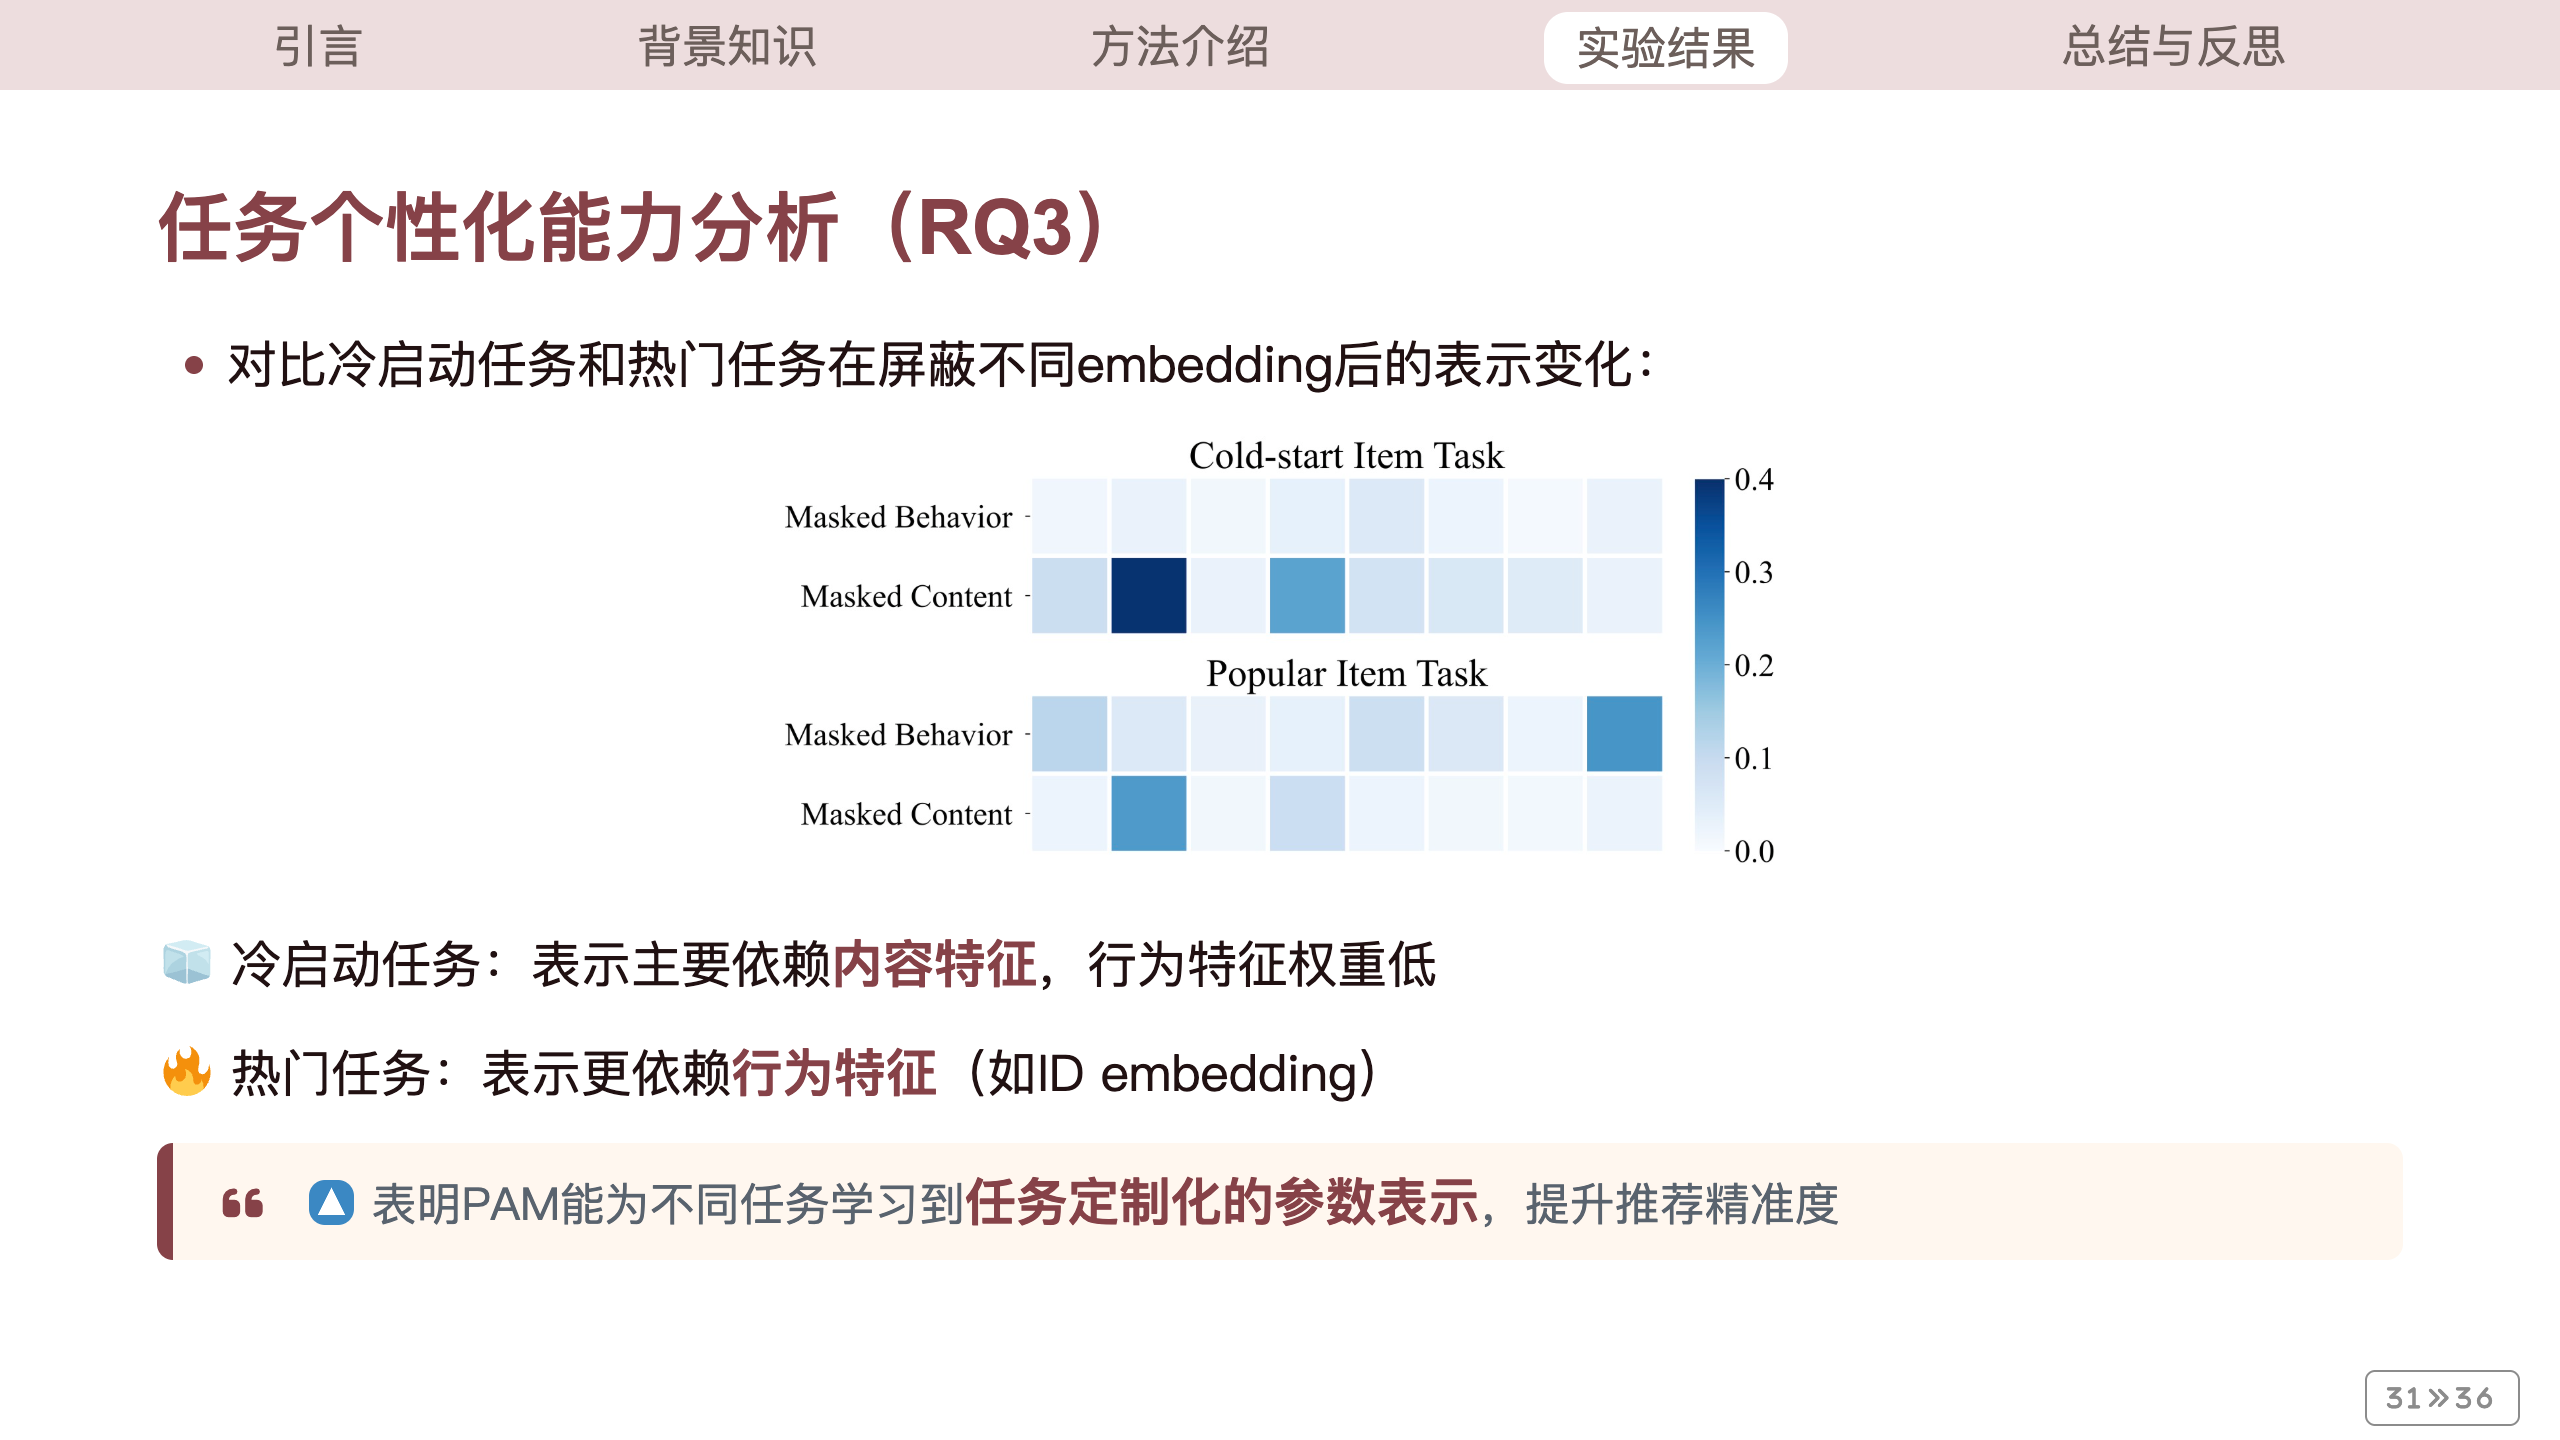 引言 背景知识 方法介绍 实验结果 总结与反思
任务个性化能力分析（RQ3）
对比冷启动任务和热门任务在屏蔽不同embedding后的表示变化：
Cold-start Item Task
Masked Behavior
Masked Content
Popular Item Task
Masked Behavior
Masked Content
0.4
0.3
0.2
0.1
0.0
冷启动任务：表示主要依赖内容特征，行为特征权重低
热门任务：表示更依赖行为特征（如ID embedding）
表明PAM能为不同任务学习到任务定制化的参数表示，提升推荐精准度
31»36